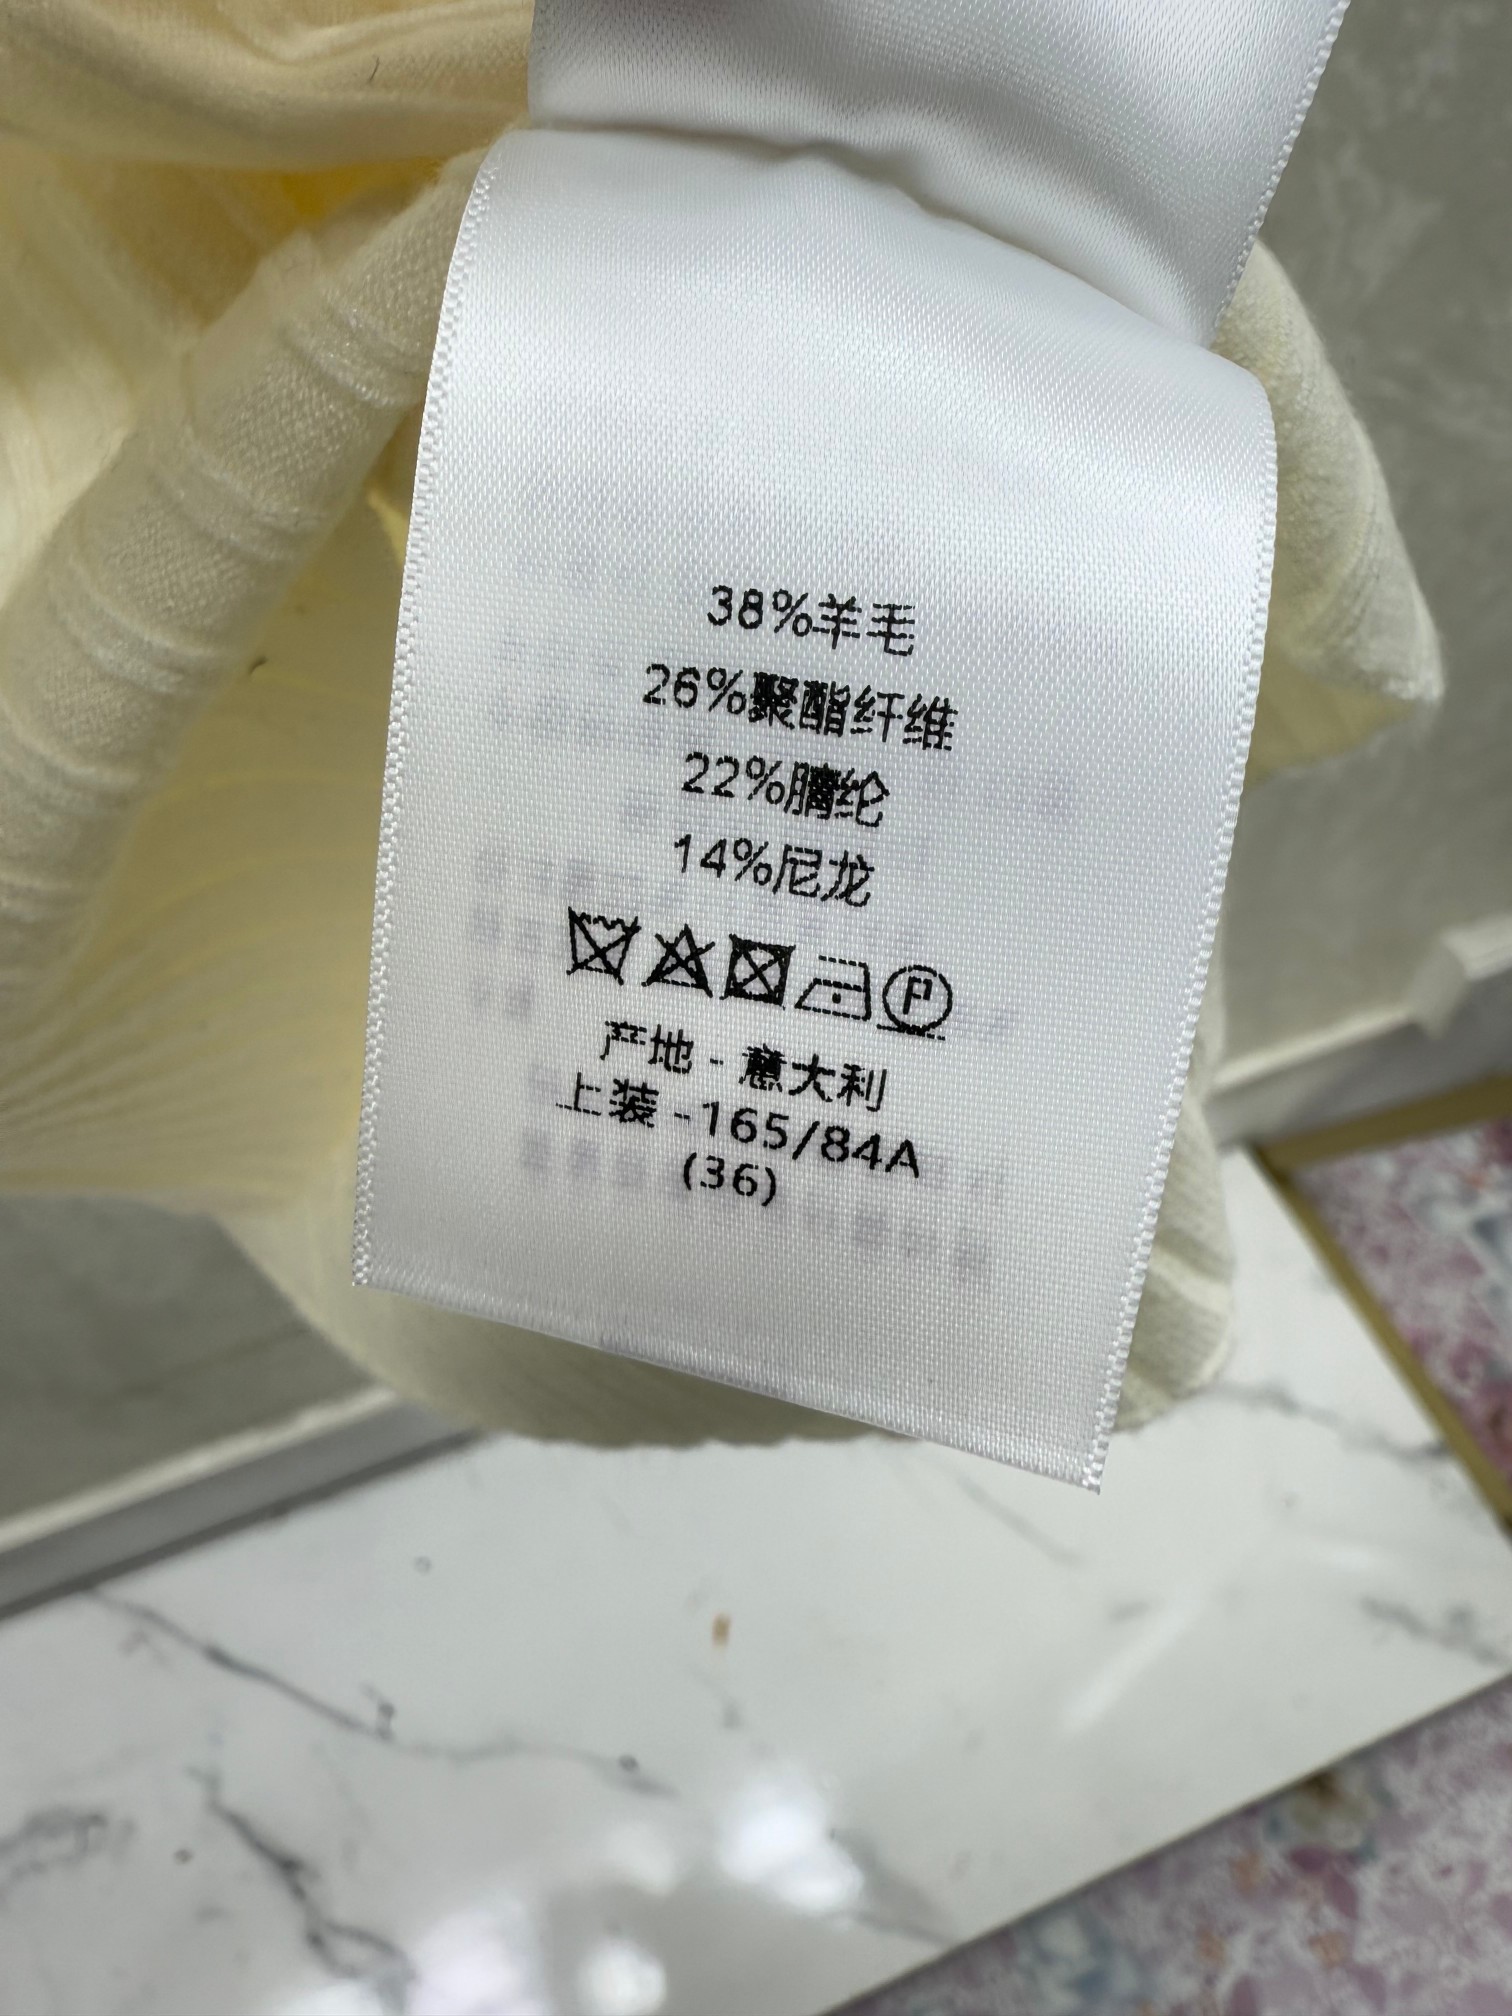 38%羊毛
26%聚酯纤维
22%腈纶
14%尼龙
P
产地 - 意大利
上装 -165/84A
(36)